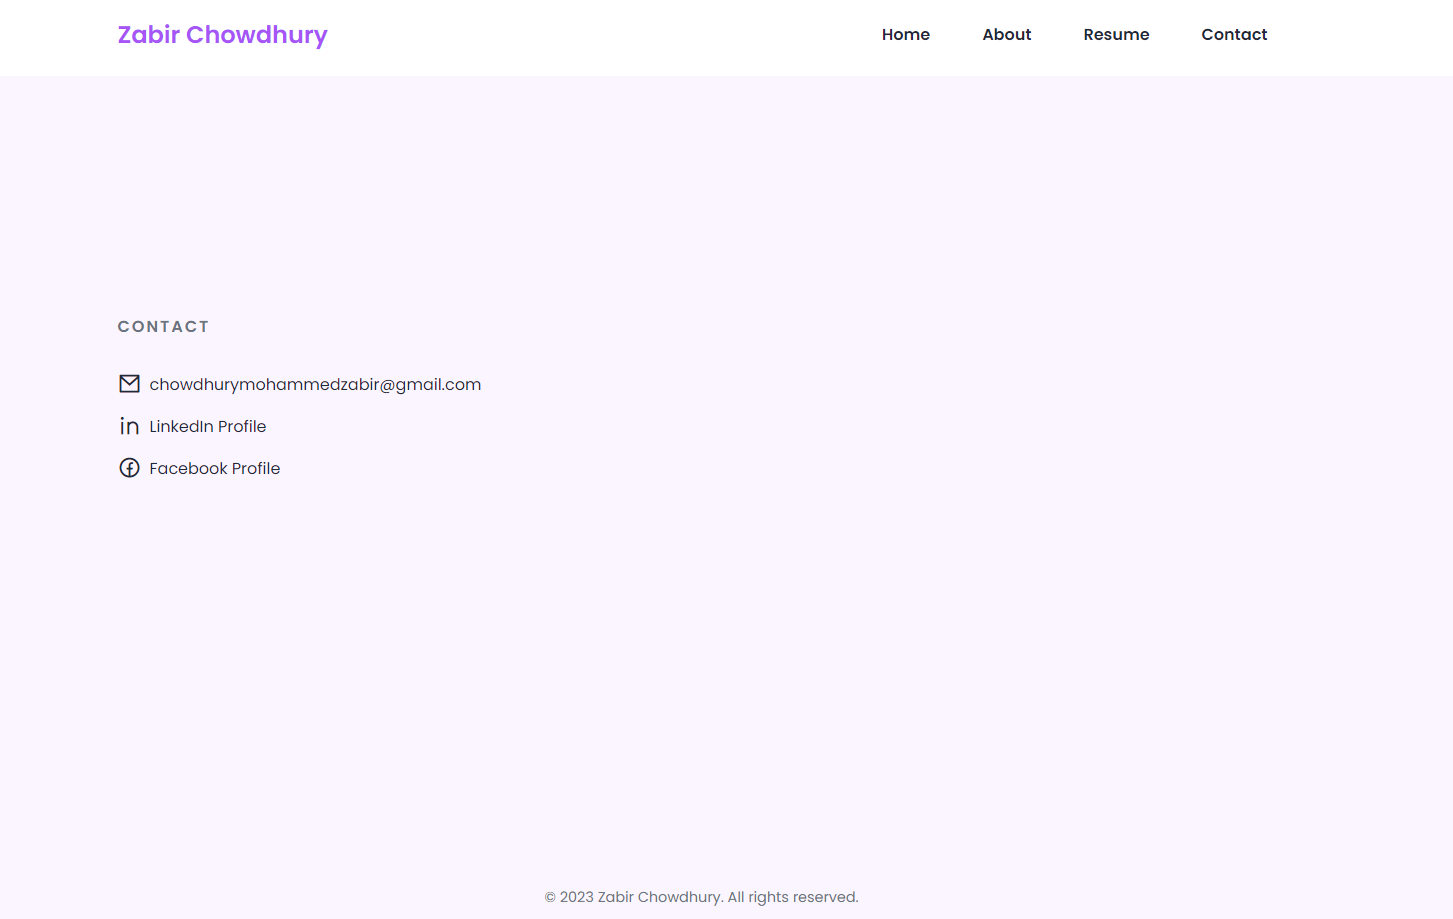 Zabir Chowdhury
Home About Resume Contact
CONTACT
chowdhurymohammedzabir@gmail.com
LinkedIn Profile
Facebook Profile
© 2023 Zabir Chowdhury. All rights reserved.